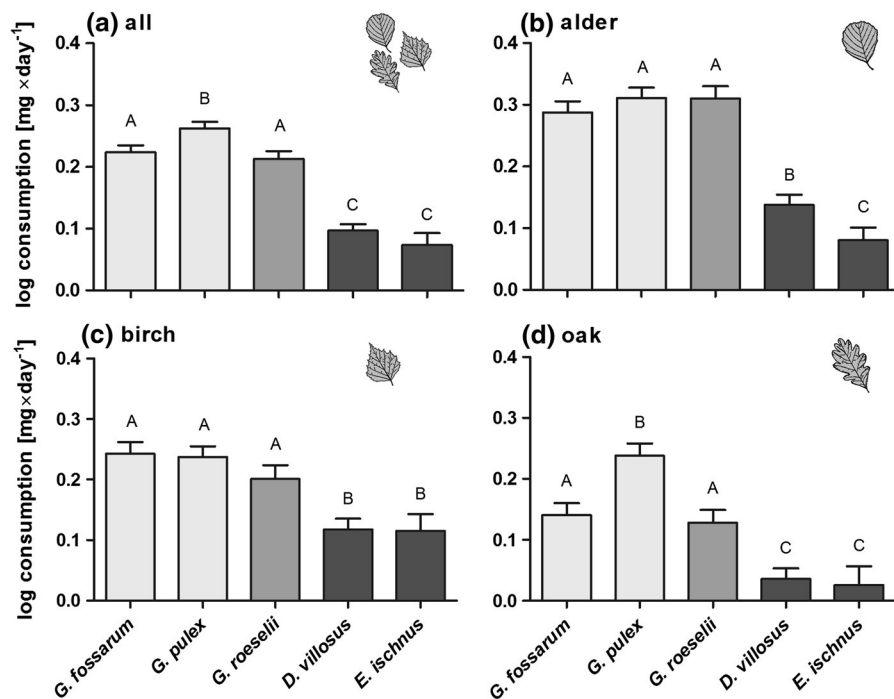 (a) all
log consumption [mg ×day⁻¹]
0.4
0.3
0.2
0.1
0.0
A
B
A
C
C
(b) alder
0.4
0.3
0.2
0.1
0.0
A
A
A
B
C
(c) birch
log consumption [mg×day⁻¹]
0.4
0.3
0.2
0.1
0.0
A
A
A
B
B
G. fossarum
G. pulex
G. roeselii
D. villosus
E. ischnus
(d) oak
0.4
0.3
0.2
0.1
0.0
A
B
A
C
C
G. fossarum
G. pulex
G. roeselii
D. villosus
E. ischnus